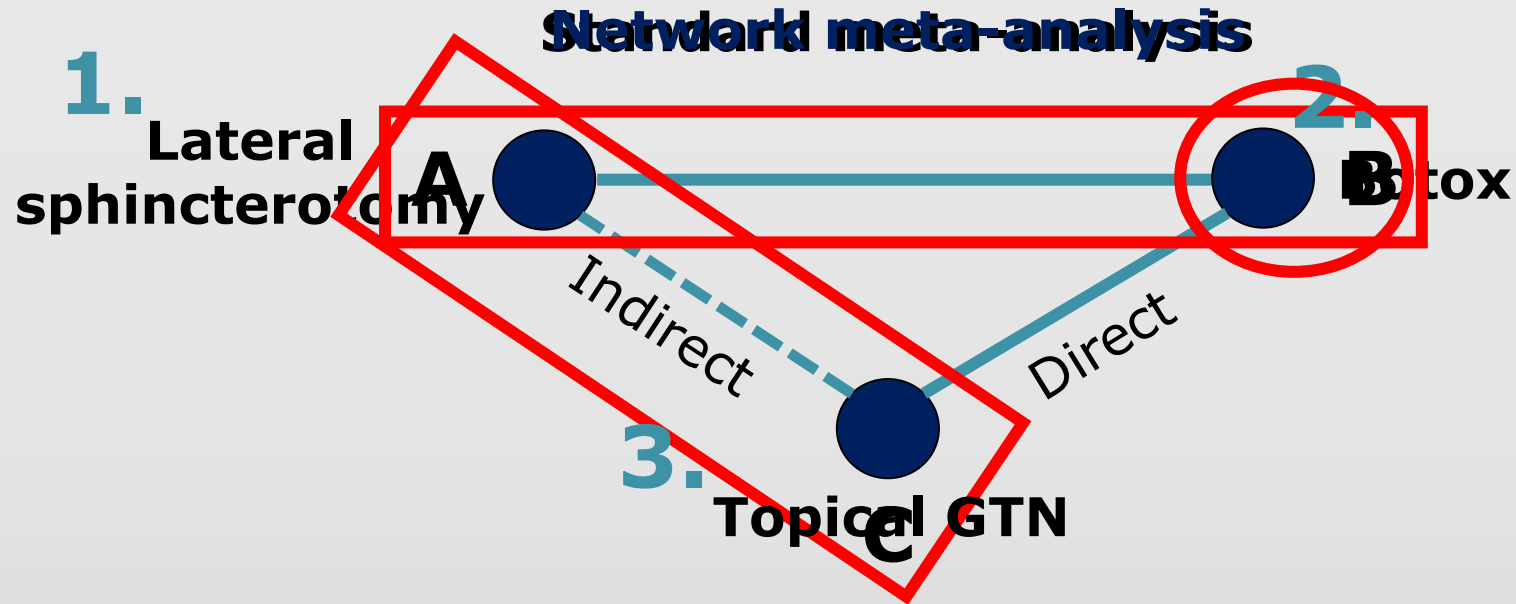 Standard meta-analysis
Network meta-analysis
1.
2.
Lateral
sphincterotomy
A
B
Botox
Indirect
Direct
3.
Topical GTN
C